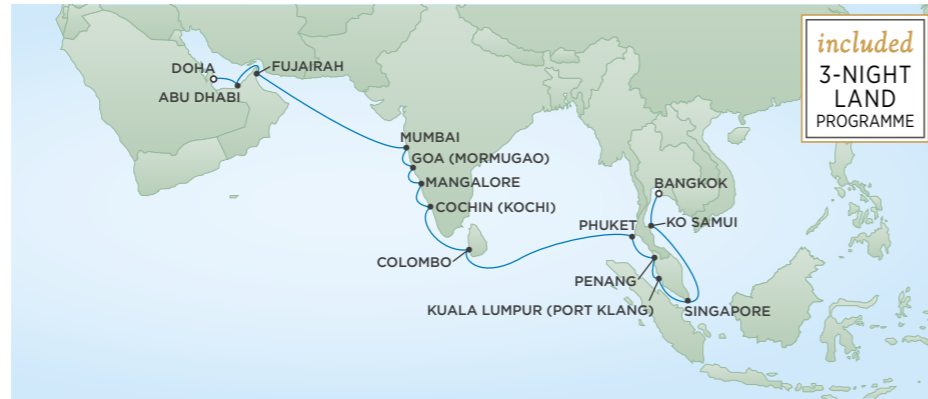 DOHA
FUJAIRAH
ABU DHABI
MUMBAI
GOA (MORMUGAO)
MANGALORE
COCHIN (KOCHI)
COLOMBO
BANGKOK
PHUKET
KO SAMUI
PENANG
KUALA LUMPUR (PORT KLANG)
SINGAPORE
included
3-NIGHT
LAND
PROGRAMME